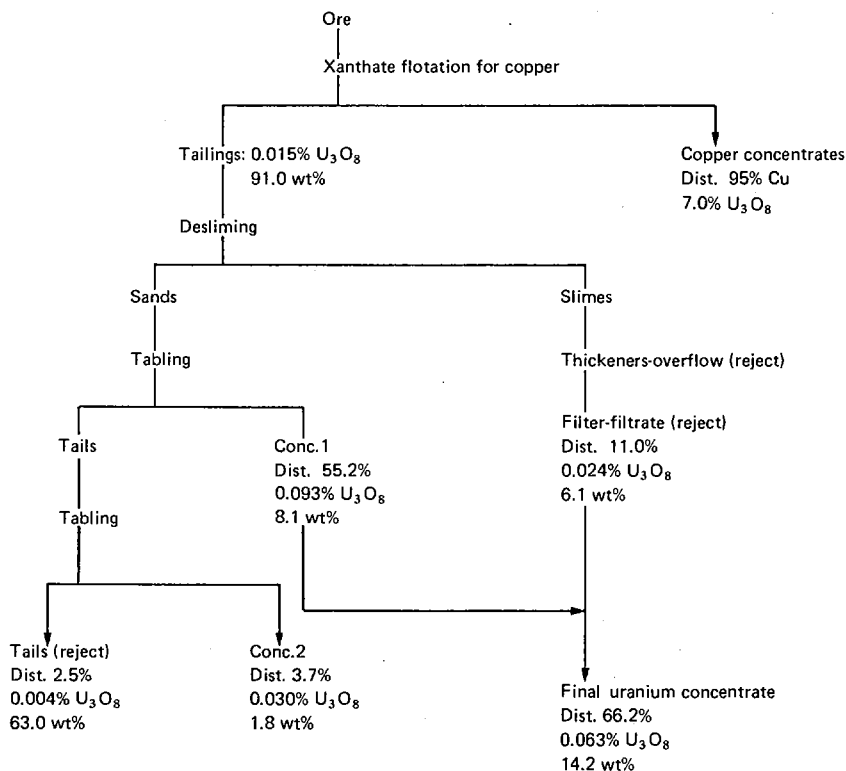 Ore
Xanthate flotation for copper
Tailings: 0.015% U₃O₈
91.0 wt%
Copper concentrates
Dist. 95% Cu
7.0% U₃O₈
Desliming
Sands
Slimes
Tabling
Thickeners-overflow (reject)
Tails
Conc.1
Dist. 55.2%
0.093% U₃O₈
8.1 wt%
Filter-filtrate (reject)
Dist. 11.0%
0.024% U₃O₈
6.1 wt%
Tabling
Tails (reject)
Dist. 2.5%
0.004% U₃O₈
63.0 wt%
Conc.2
Dist. 3.7%
0.030% U₃O₈
1.8 wt%
Final uranium concentrate
Dist. 66.2%
0.063% U₃O₈
14.2 wt%